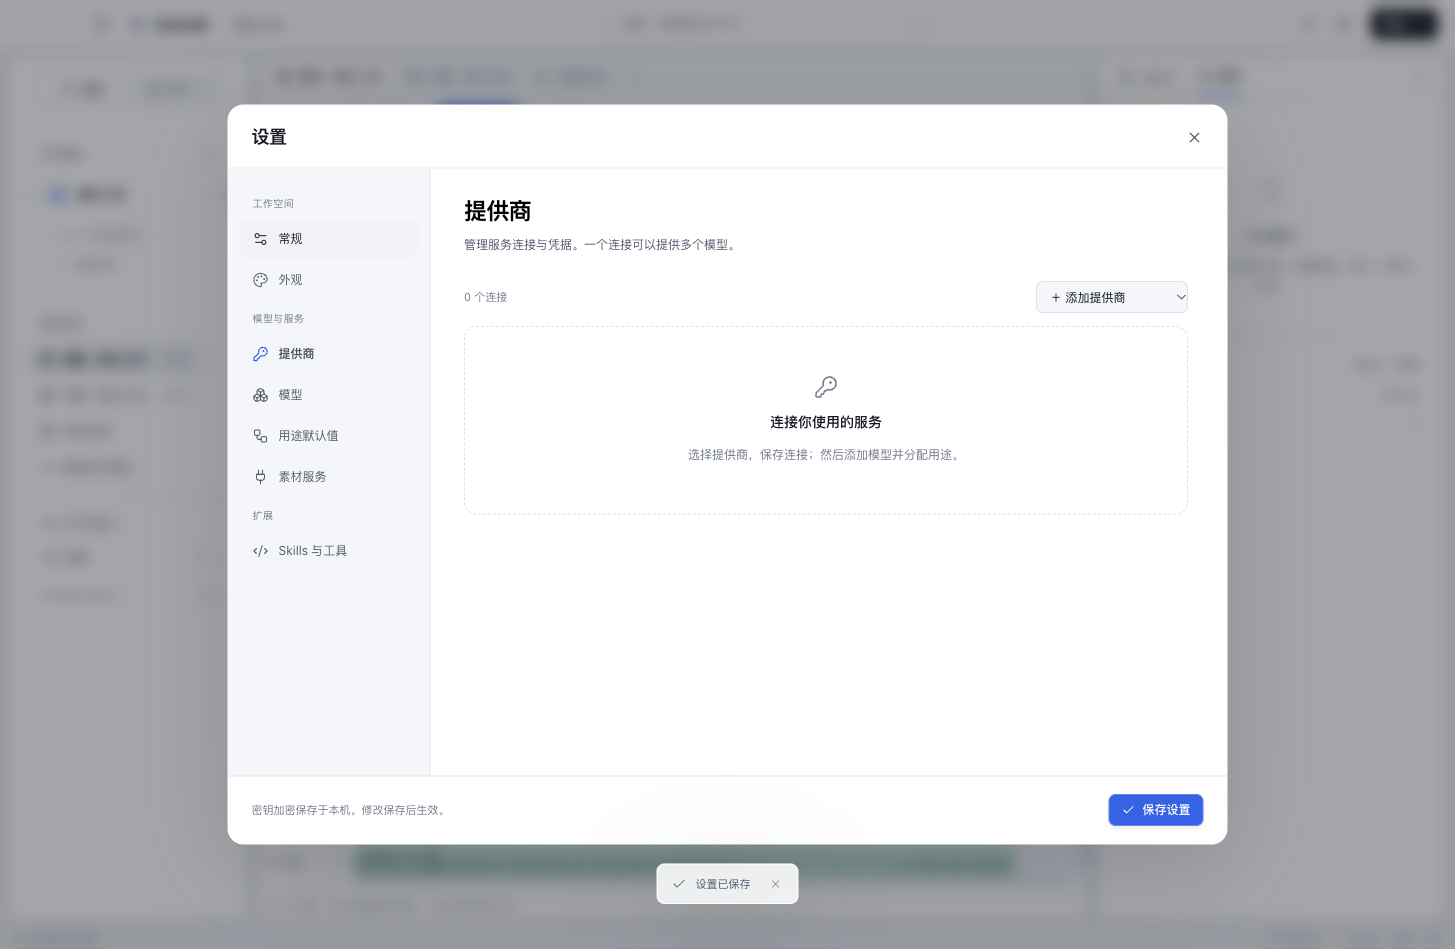 设置
工作空间
常规
外观
模型与服务
提供商
模型
用途默认值
素材服务
扩展
Skills 与工具
提供商
管理服务连接与凭据。一个连接可以提供多个模型。
0 个连接
+ 添加提供商
连接你使用的服务
选择提供商，保存连接；然后添加模型并分配用途。
密钥加密保存于本机。修改保存后生效。
保存设置
设置已保存